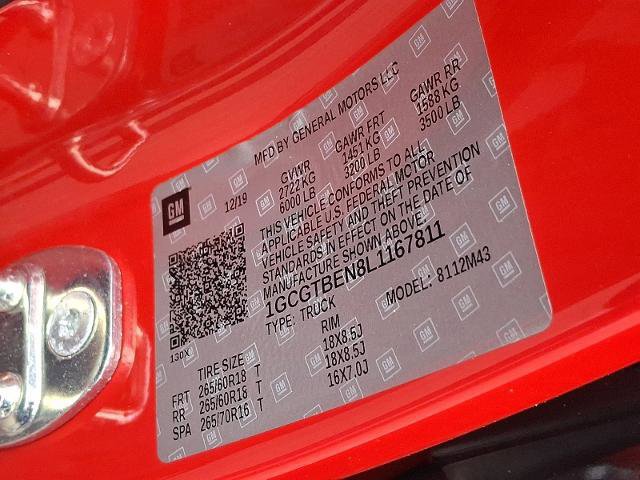 MFD BY GENERAL MOTORS LLC
GM
12/19
GVWR GAWR FRT GAWR RR
2722 KG 1451 KG 1588 KG
6000 LB 3200 LB 3500 LB
THIS VEHICLE CONFORMS TO ALL
APPLICABLE U.S. FEDERAL MOTOR
VEHICLE SAFETY AND THEFT PREVENTION
STANDARDS IN EFFECT ON THE DATE OF
MANUFACTURE SHOWN ABOVE.
1GCGTBEN8L1167811
TYPE: TRUCK MODEL: 8112M43
130X
TIRE SIZE RIM
FRT 265/60R18 T 18X8.5J
RR 265/60R18 T 18X8.5J
SPA 265/70R16 T 16X7.0J